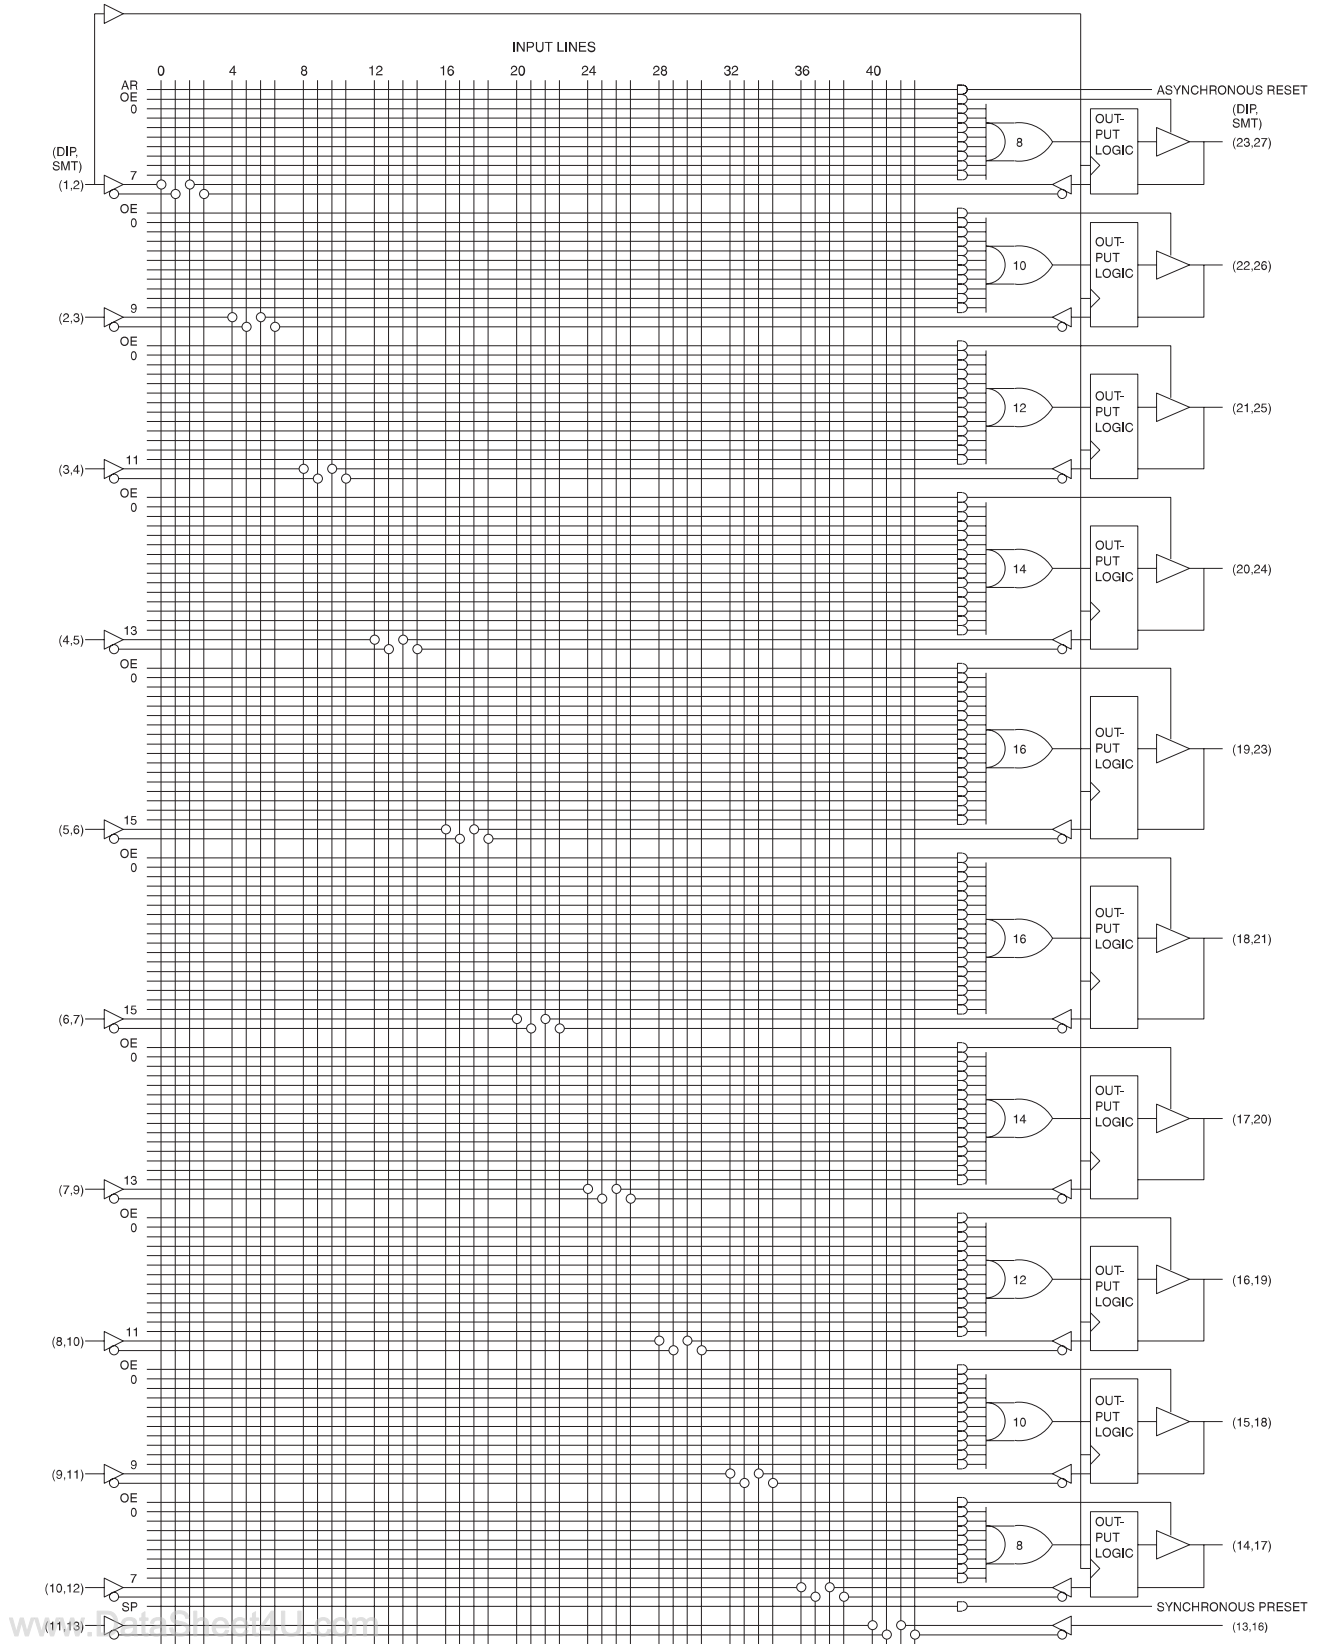 INPUT LINES
0 4 8 12 16 20 24 28 32 36 40
AR
ASYNCHRONOUS RESET
OE
0
(DIP,
SMT)
OUT-
PUT
LOGIC
8
(23,27)
(DIP,
SMT)
7
(1,2)
OE
0
OUT-
PUT
LOGIC
10
(22,26)
9
(2,3)
OE
0
OUT-
PUT
LOGIC
12
(21,25)
11
(3,4)
OE
0
OUT-
PUT
LOGIC
14
(20,24)
13
(4,5)
OE
0
OUT-
PUT
LOGIC
16
(19,23)
15
(5,6)
OE
0
OUT-
PUT
LOGIC
16
(18,21)
15
(6,7)
OE
0
OUT-
PUT
LOGIC
14
(17,20)
13
(7,9)
OE
0
OUT-
PUT
LOGIC
12
(16,19)
11
(8,10)
OE
0
OUT-
PUT
LOGIC
10
(15,18)
9
(9,11)
OE
0
OUT-
PUT
LOGIC
8
(14,17)
7
(10,12)
SP
SYNCHRONOUS PRESET
(11,13)
(13,16)
www.DataSheet4U.com